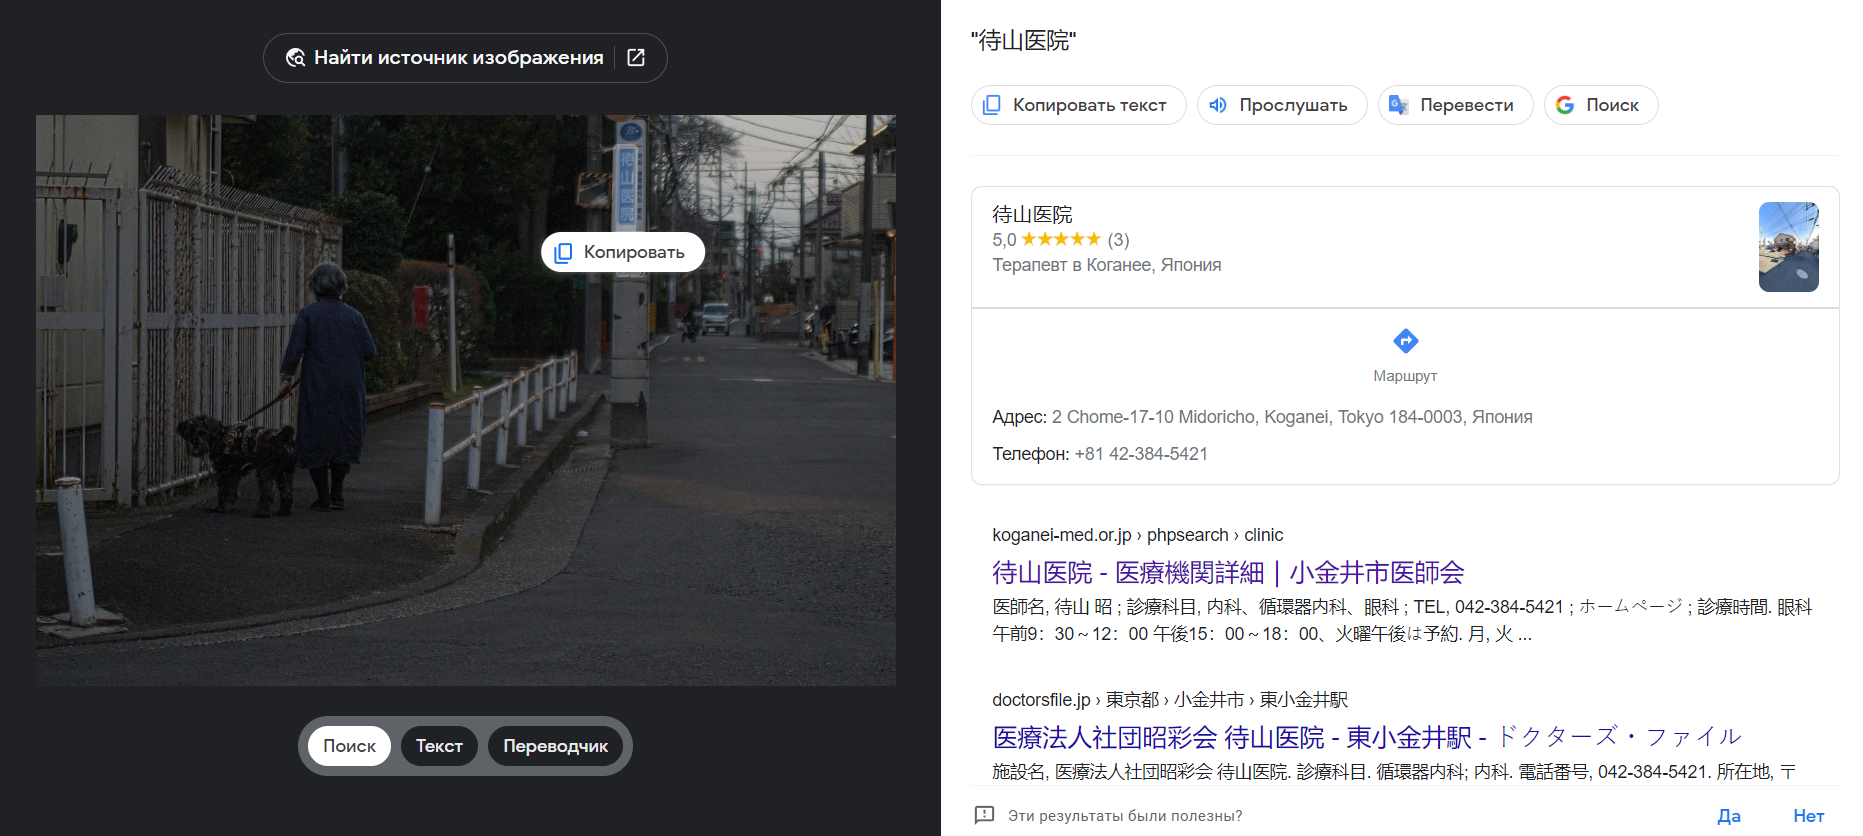 Найти источник изображения
待山医院
Копировать
Поиск
Текст
Переводчик
"待山医院"
Копировать текст
Прослушать
Перевести
Поиск
待山医院
5,0 ★★★★★ (3)
Терапевт в Коганее, Япония
Маршрут
Адрес: 2 Chome-17-10 Midoricho, Koganei, Tokyo 184-0003, Япония
Телефон: +81 42-384-5421
koganei-med.or.jp › phpsearch › clinic
待山医院 - 医療機関詳細 | 小金井市医師会
医師名, 待山 昭 ; 診療科目, 内科、循環器内科、眼科 ; TEL, 042-384-5421 ; ホームページ ; 診療時間. 眼科
午前9：30～12：00 午後15：00～18：00、火曜午後は予約. 月, 火 ...
doctorsfile.jp › 東京都 › 小金井市 › 東小金井駅
医療法人社団昭彩会 待山医院 - 東小金井駅 - ドクターズ・ファイル
施設名, 医療法人社団昭彩会 待山医院. 診療科目. 循環器内科; 内科. 電話番号, 042-384-5421. 所在地, 〒
Эти результаты были полезны?
Да
Нет